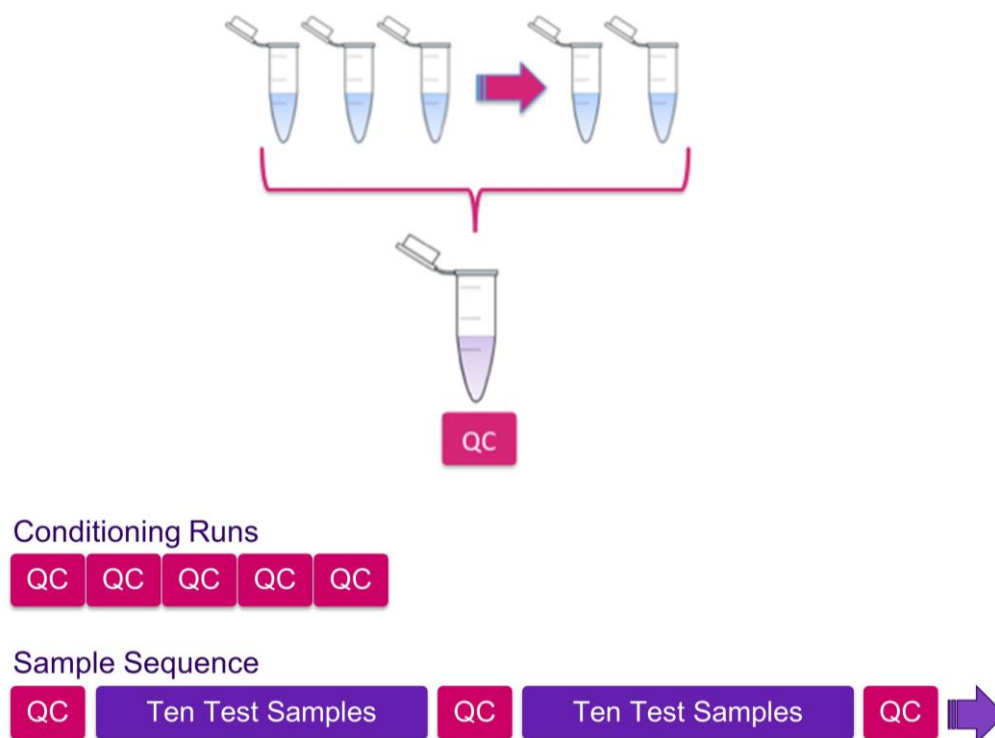 QC
Conditioning Runs
QC QC QC QC QC
Sample Sequence
QC Ten Test Samples QC Ten Test Samples QC